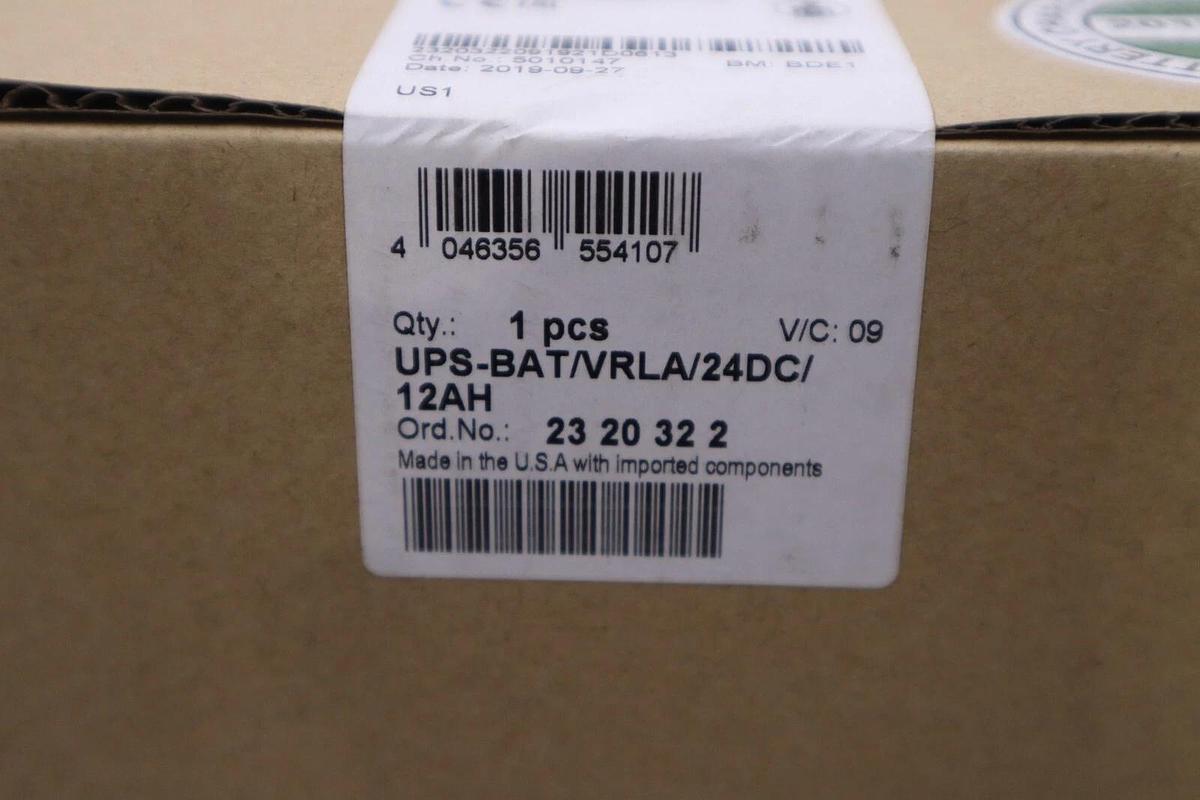 Ch No.: 5010147
BM: BDE1
Date: 2019-09-27
US1
4 046356 554107
Qty.: 1 pcs V/C: 09
UPS-BAT/VRLA/24DC/
12AH
Ord.No.: 23 20 32 2
Made in the U.S.A with imported components